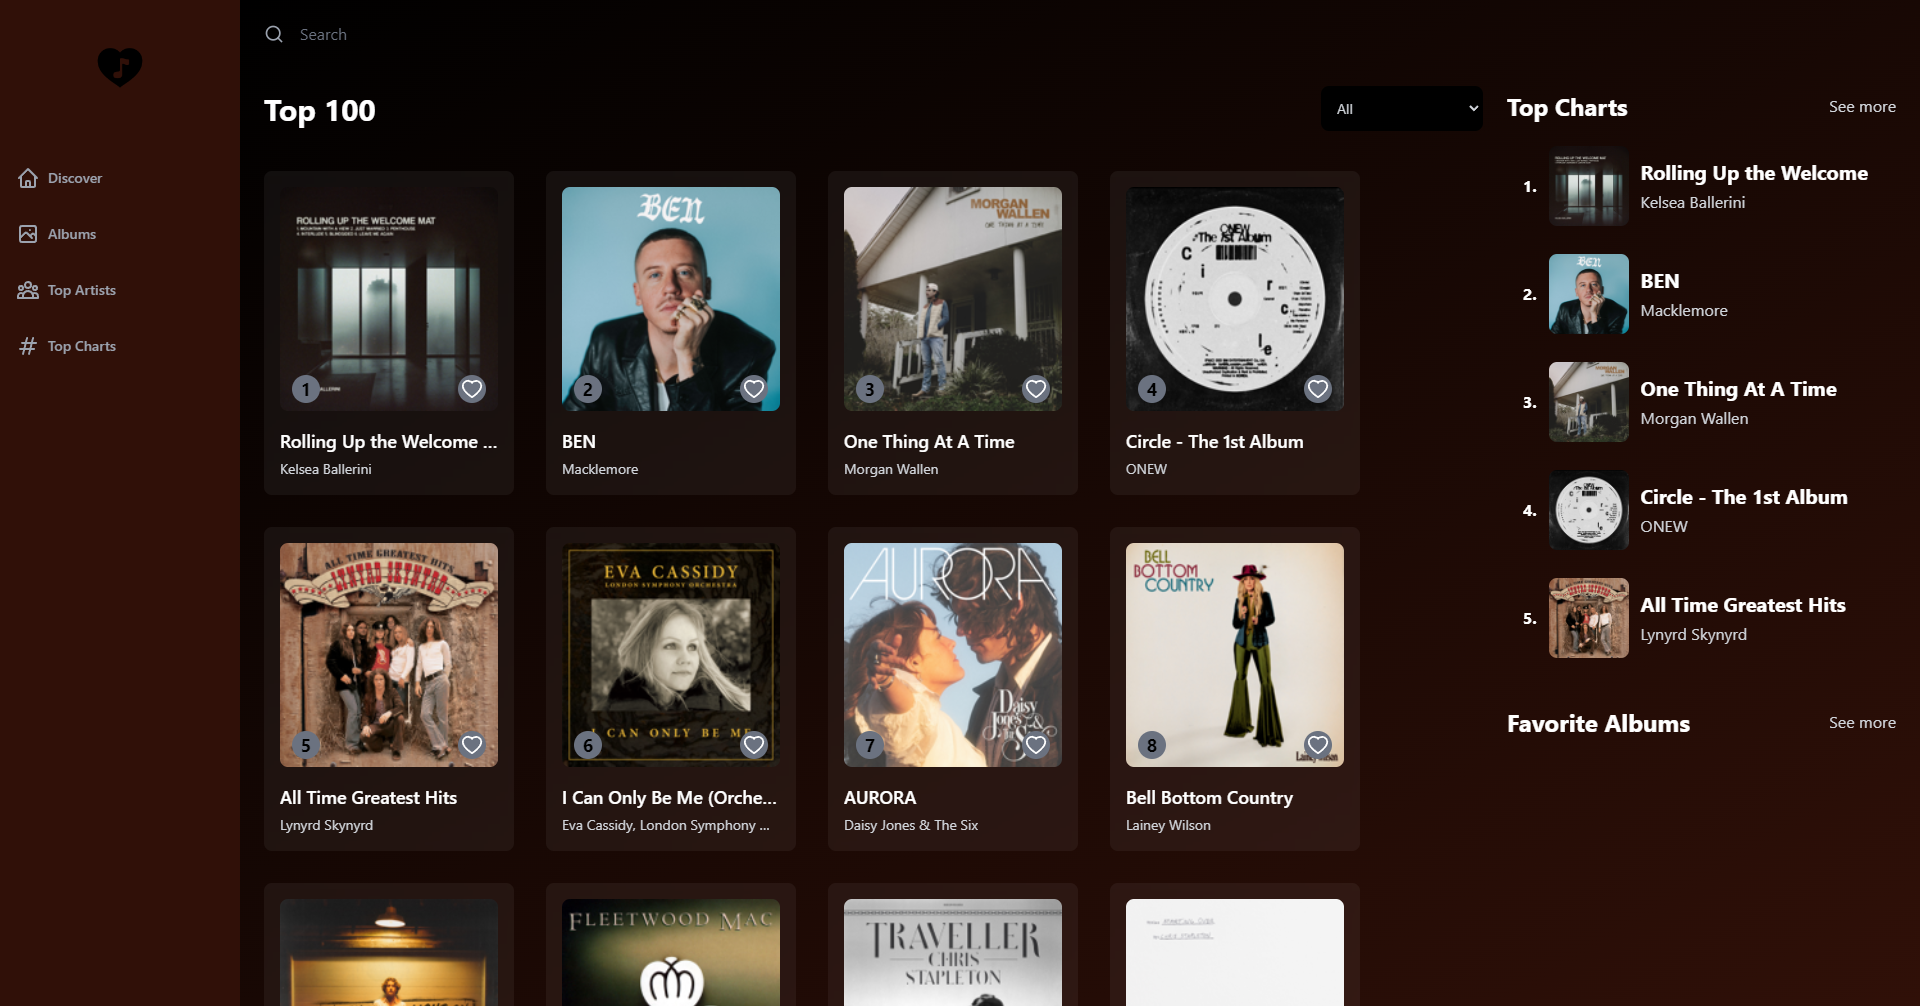 Search
Top 100
All
Top Charts
See more
Discover
Albums
Top Artists
Top Charts
ROLLING UP THE WELCOME MAT
1
Rolling Up the Welcome ...
Kelsea Ballerini
BEN
2
BEN
Macklemore
MORGAN
WALLEN
ONE THING AT A TIME
3
One Thing At A Time
Morgan Wallen
ONEW
The 1st Album
C
i
r
c
l
e
4
Circle - The 1st Album
ONEW
ALL TIME GREATEST HITS
LYNYRD SKYNYRD
5
All Time Greatest Hits
Lynyrd Skynyrd
EVA CASSIDY
LONDON SYMPHONY ORCHESTRA
I CAN ONLY BE ME
6
I Can Only Be Me (Orche...
Eva Cassidy, London Symphony ...
AURORA
Daisy
Jones &
The Six
7
AURORA
Daisy Jones & The Six
BELL
BOTTOM
COUNTRY
Lainey Wilson
8
Bell Bottom Country
Lainey Wilson
FLEETWOOD MAC
TRAVELLER
CHRIS
STAPLETON
1.
Rolling Up the Welcome
Kelsea Ballerini
BEN
2.
BEN
Macklemore
MORGAN
WALLEN
3.
One Thing At A Time
Morgan Wallen
4.
Circle - The 1st Album
ONEW
5.
All Time Greatest Hits
Lynyrd Skynyrd
Favorite Albums
See more